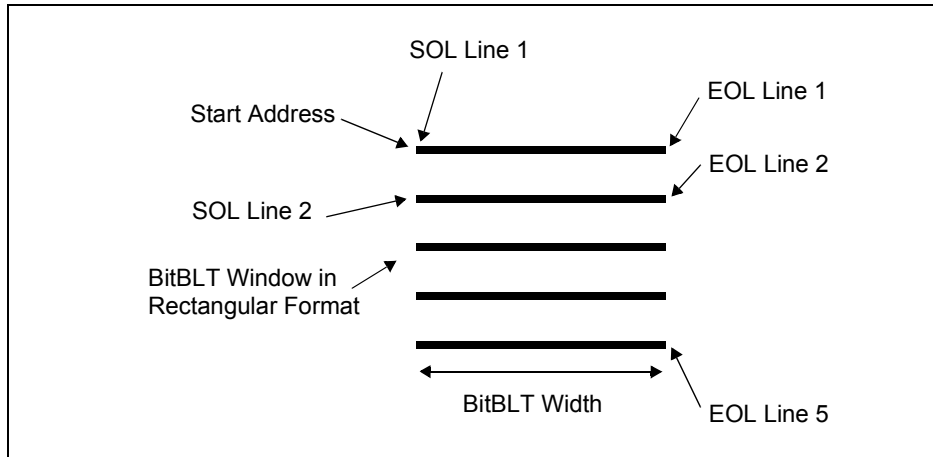 SOL Line 1
EOL Line 1
Start Address
EOL Line 2
SOL Line 2
BitBLT Window in
Rectangular Format
BitBLT Width
EOL Line 5